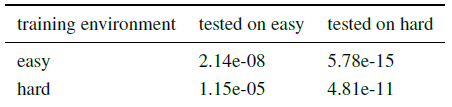 training environment tested on easy tested on hard
easy 2.14e-08 5.78e-15
hard 1.15e-05 4.81e-11